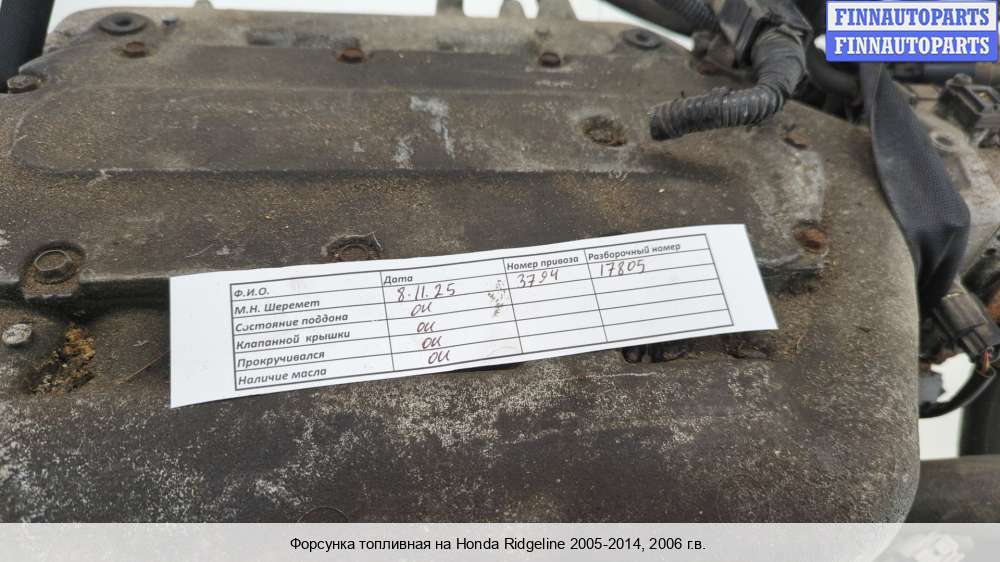 FINNAUTOPARTS
FINNAUTOPARTS
Ф.И.О. Дата Номер привоза Разборочный номер
М.Н. Шеремет 8.11.25 3794 17805
Состояние поддона ок
Клапанной крышки ок
Прокручивался ок
Наличие масла ок
Форсунка топливная на Honda Ridgeline 2005-2014, 2006 г.в.